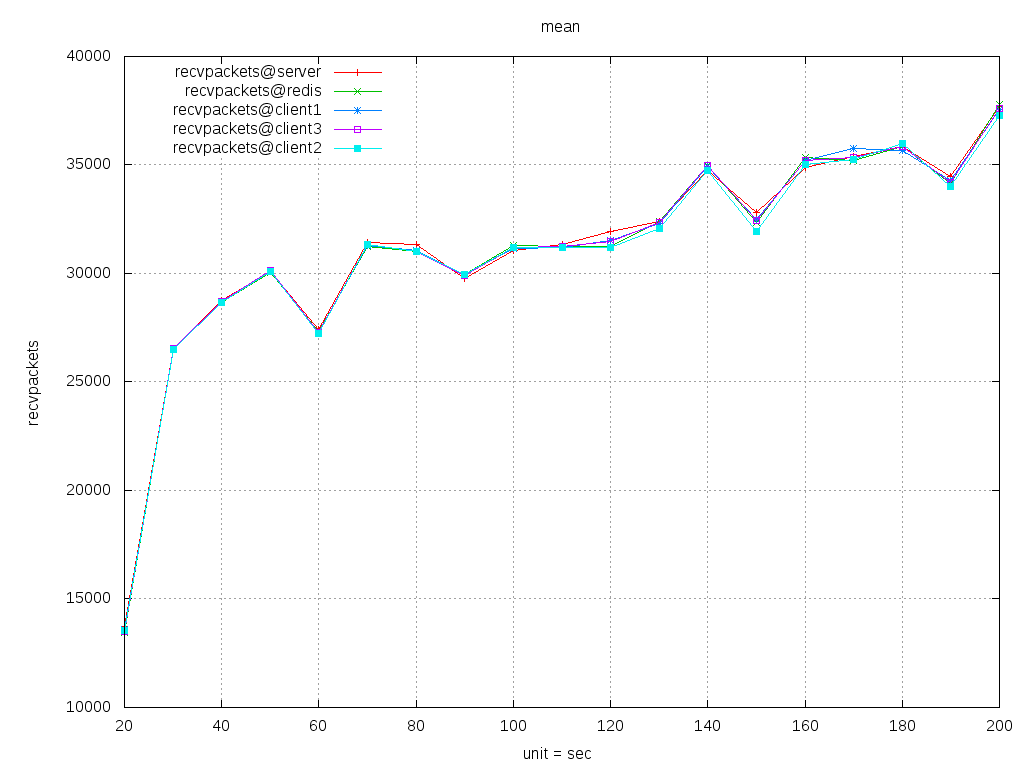 mean
40000
35000
30000
25000
20000
15000
10000
recvpackets@server
recvpackets@redis
recvpackets@client1
recvpackets@client3
recvpackets@client2
recvpackets
20 40 60 80 100 120 140 160 180 200
unit = sec